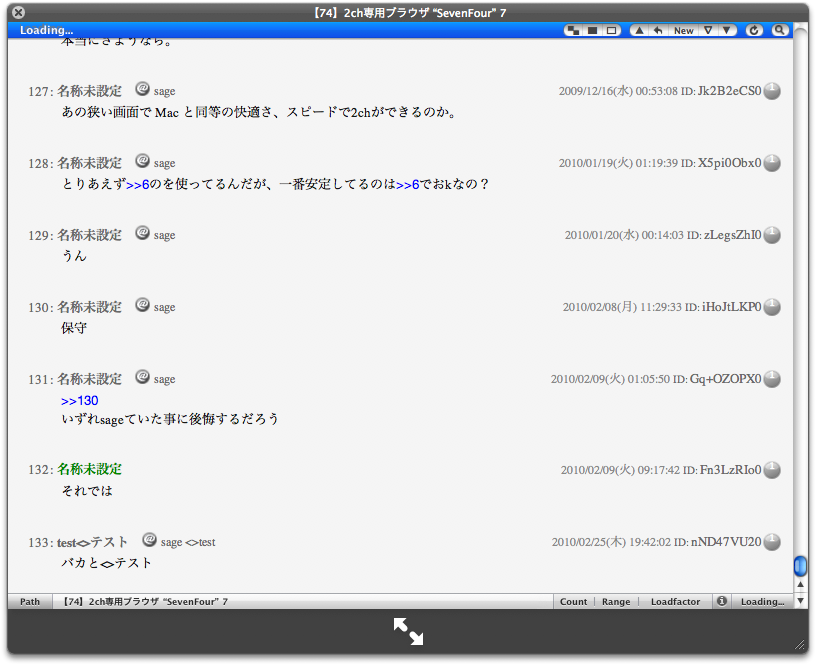 【74】2ch専用ブラウザ “SevenFour” 7
Loading...
New
本当にさようなら。
127: 名称未設定 @ sage 2009/12/16(水) 00:53:08 ID: Jk2B2eCS0 1
あの狭い画面で Mac と同等の快適さ、スピードで2chができるのか。
128: 名称未設定 @ sage 2010/01/19(火) 01:19:39 ID: X5pi0Obx0 1
とりあえず>>6のを使ってるんだが、一番安定してるのは>>6でおkなの？
129: 名称未設定 @ sage 2010/01/20(水) 00:14:03 ID: zLegsZhI0 1
うん
130: 名称未設定 @ sage 2010/02/08(月) 11:29:33 ID: iHoJtLKP0 1
保守
131: 名称未設定 @ sage 2010/02/09(火) 01:05:50 ID: Gq+OZOPX0 1
>>130
いずれsageていた事に後悔するだろう
132: 名称未設定 2010/02/09(火) 09:17:42 ID: Fn3LzRIo0 1
それでは
133: test<>テスト @ sage <>test 2010/02/25(木) 19:42:02 ID: nND47VU20 1
バカと<>テスト
Path 【74】2ch専用ブラウザ “SevenFour” 7 Count Range Loadfactor Loading...